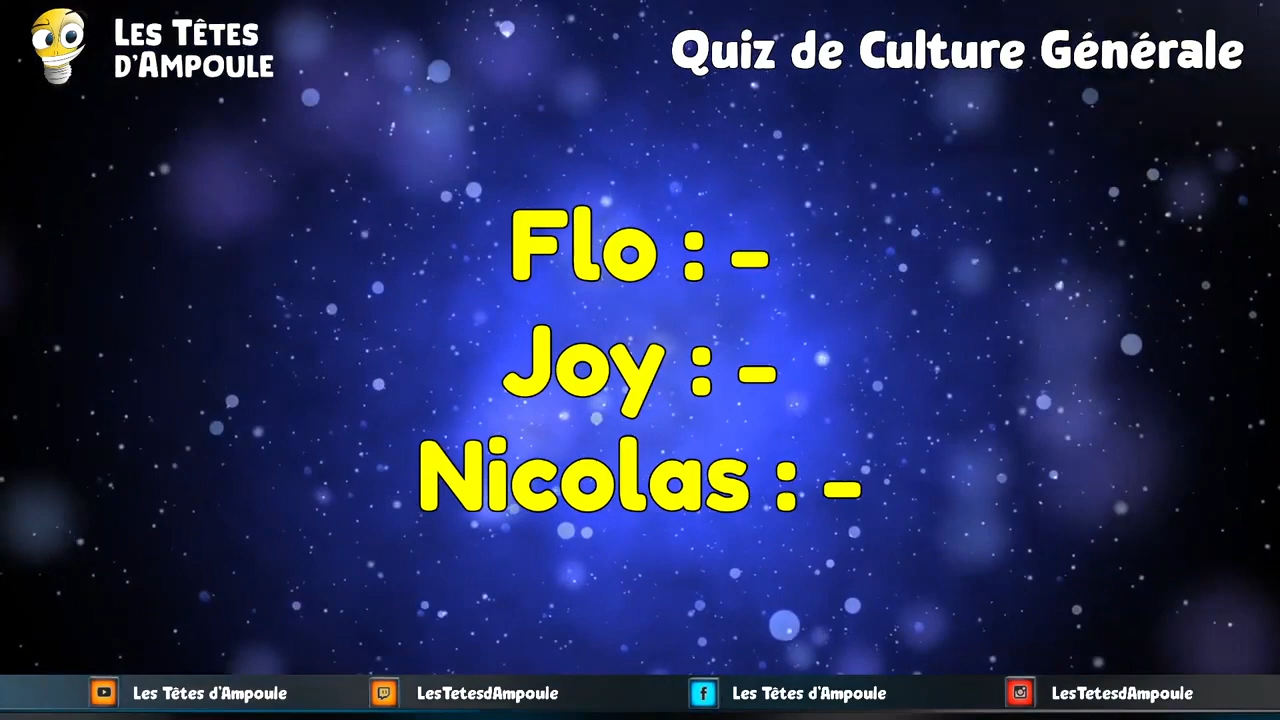 Les Têtes
d'Ampoule
Quiz de Culture Générale
Flo : -
Joy : -
Nicolas : -
Les Têtes d'Ampoule
LesTetesdAmpoule
Les Têtes d'Ampoule
LesTetesdAmpoule